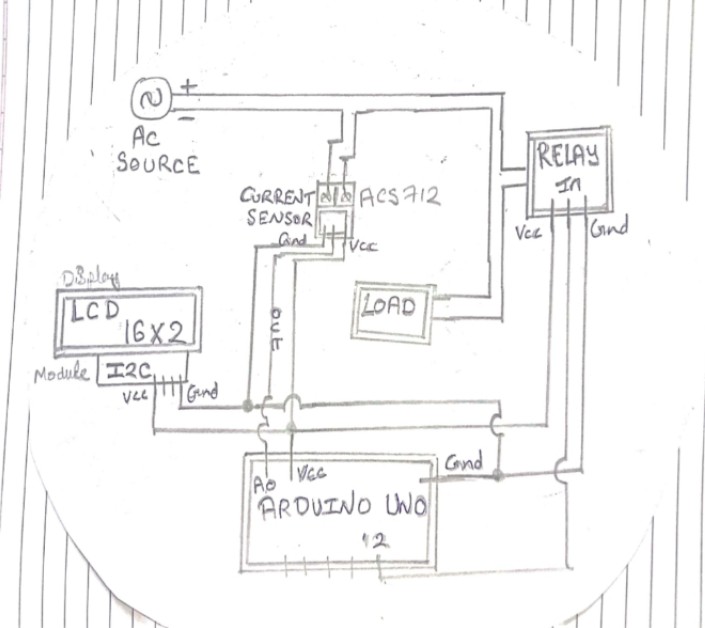 +
-
AC
SOURCE
CURRENT
SENSOR
ACS712
Gnd
Vcc
OUT
RELAY
In
Vcc
Gnd
Display
LCD
16X2
Module
I2C
Vcc
Gnd
LOAD
A0
Vcc
Gnd
ARDUINO UNO
12